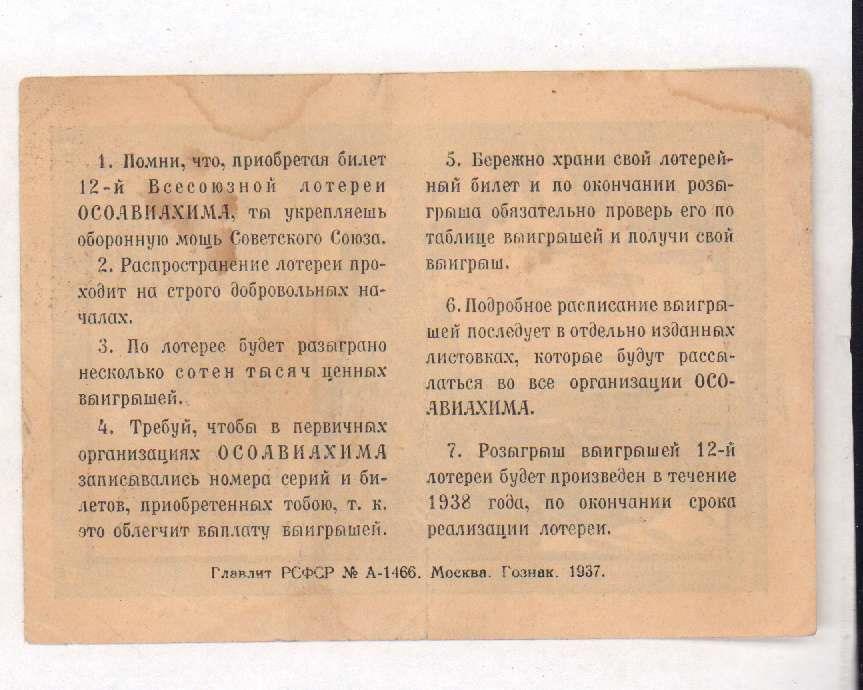 1. Помни, что, приобретая билет
12-й Всесоюзной лотереи
ОСОАВИАХИМА, ты укрепляешь
оборонную мощь Советского Союза.
2. Распространение лотереи про-
ходит на строго добровольных на-
чалах.
3. По лотерее будет разыграно
несколько сотен тысяч ценных
выигрышей.
4. Требуй, чтобы в первичных
организациях ОСОАВИАХИМА
записывались номера серий и би-
летов, приобретенных тобою, т. к.
это облегчит выплату выигрышей.
5. Бережно храни свой лотерей-
ный билет и по окончании розы-
грыша обязательно проверь его по
таблице выигрышей и получи свой
выигрыш.
6. Подробное расписание выигры-
шей последует в отдельно изданных
листовках, которые будут рассы-
латься во все организации ОСО-
АВИАХИМА.
7. Розыгрыш выигрышей 12-й
лотереи будет произведен в течение
1938 года, по окончании срока
реализации лотереи.
Главлит РСФСР № А-1466. Москва. Гознак. 1937.